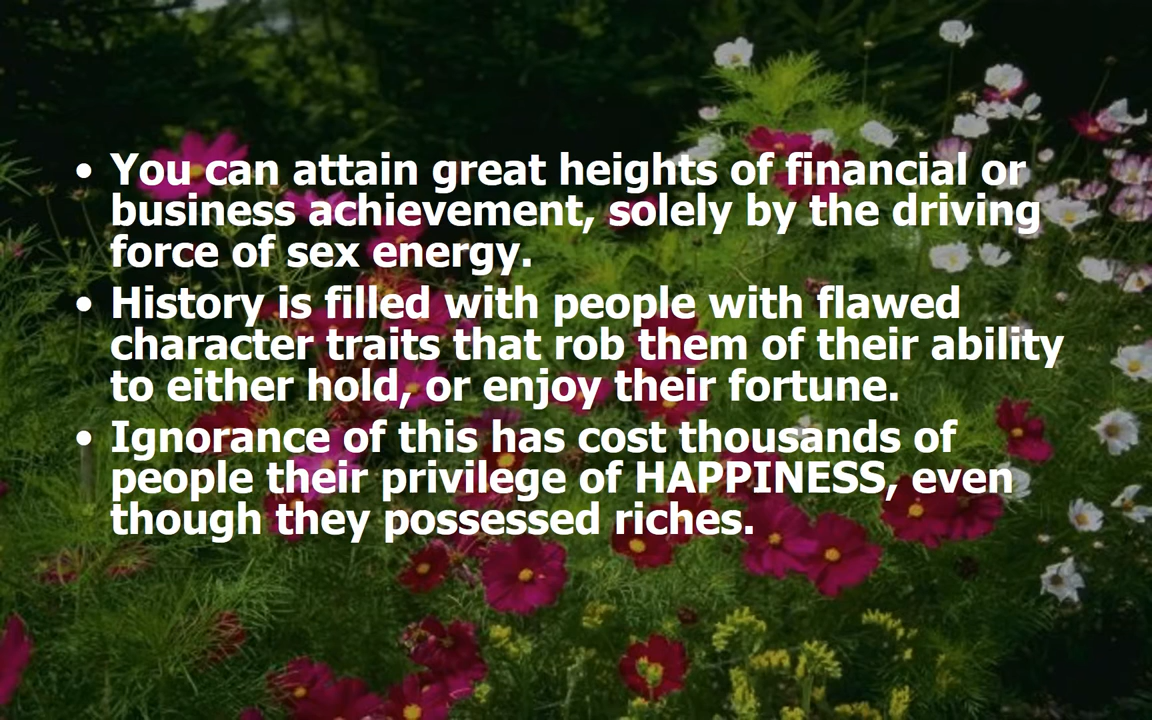 • You can attain great heights of financial or
business achievement, solely by the driving
force of sex energy.
• History is filled with people with flawed
character traits that rob them of their ability
to either hold, or enjoy their fortune.
• Ignorance of this has cost thousands of
people their privilege of HAPPINESS, even
though they possessed riches.